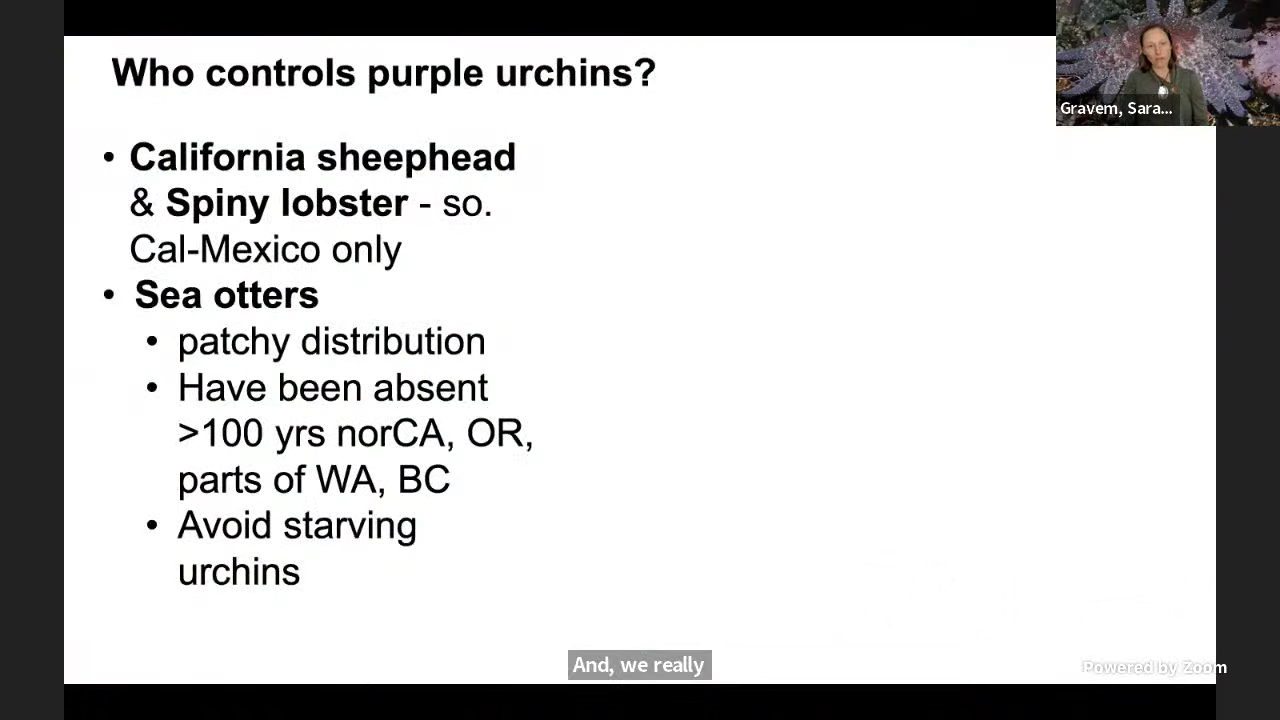 Who controls purple urchins?
Gravem, Sara...
• California sheephead
& Spiny lobster - so.
Cal-Mexico only
• Sea otters
• patchy distribution
• Have been absent
>100 yrs norCA, OR,
parts of WA, BC
• Avoid starving
urchins
And, we really
Powered by Zoom